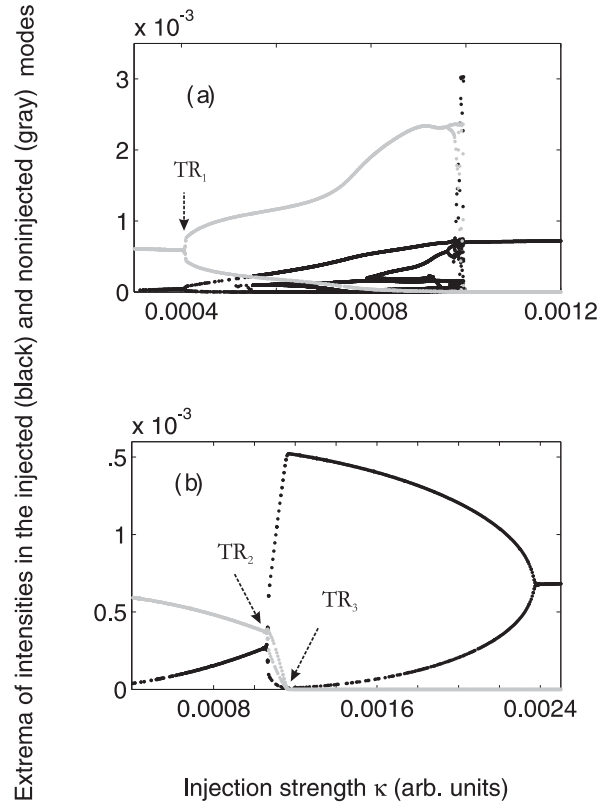 Extrema of intensities in the injected (black) and noninjected (gray) modes
x 10⁻³
(a)
3
2
1
0
TR₁
0.0004
0.0008
0.0012
x 10⁻³
(b)
.5
1
0.5
0
TR₂
TR₃
0.0008
0.0016
0.0024
Injection strength κ (arb. units)